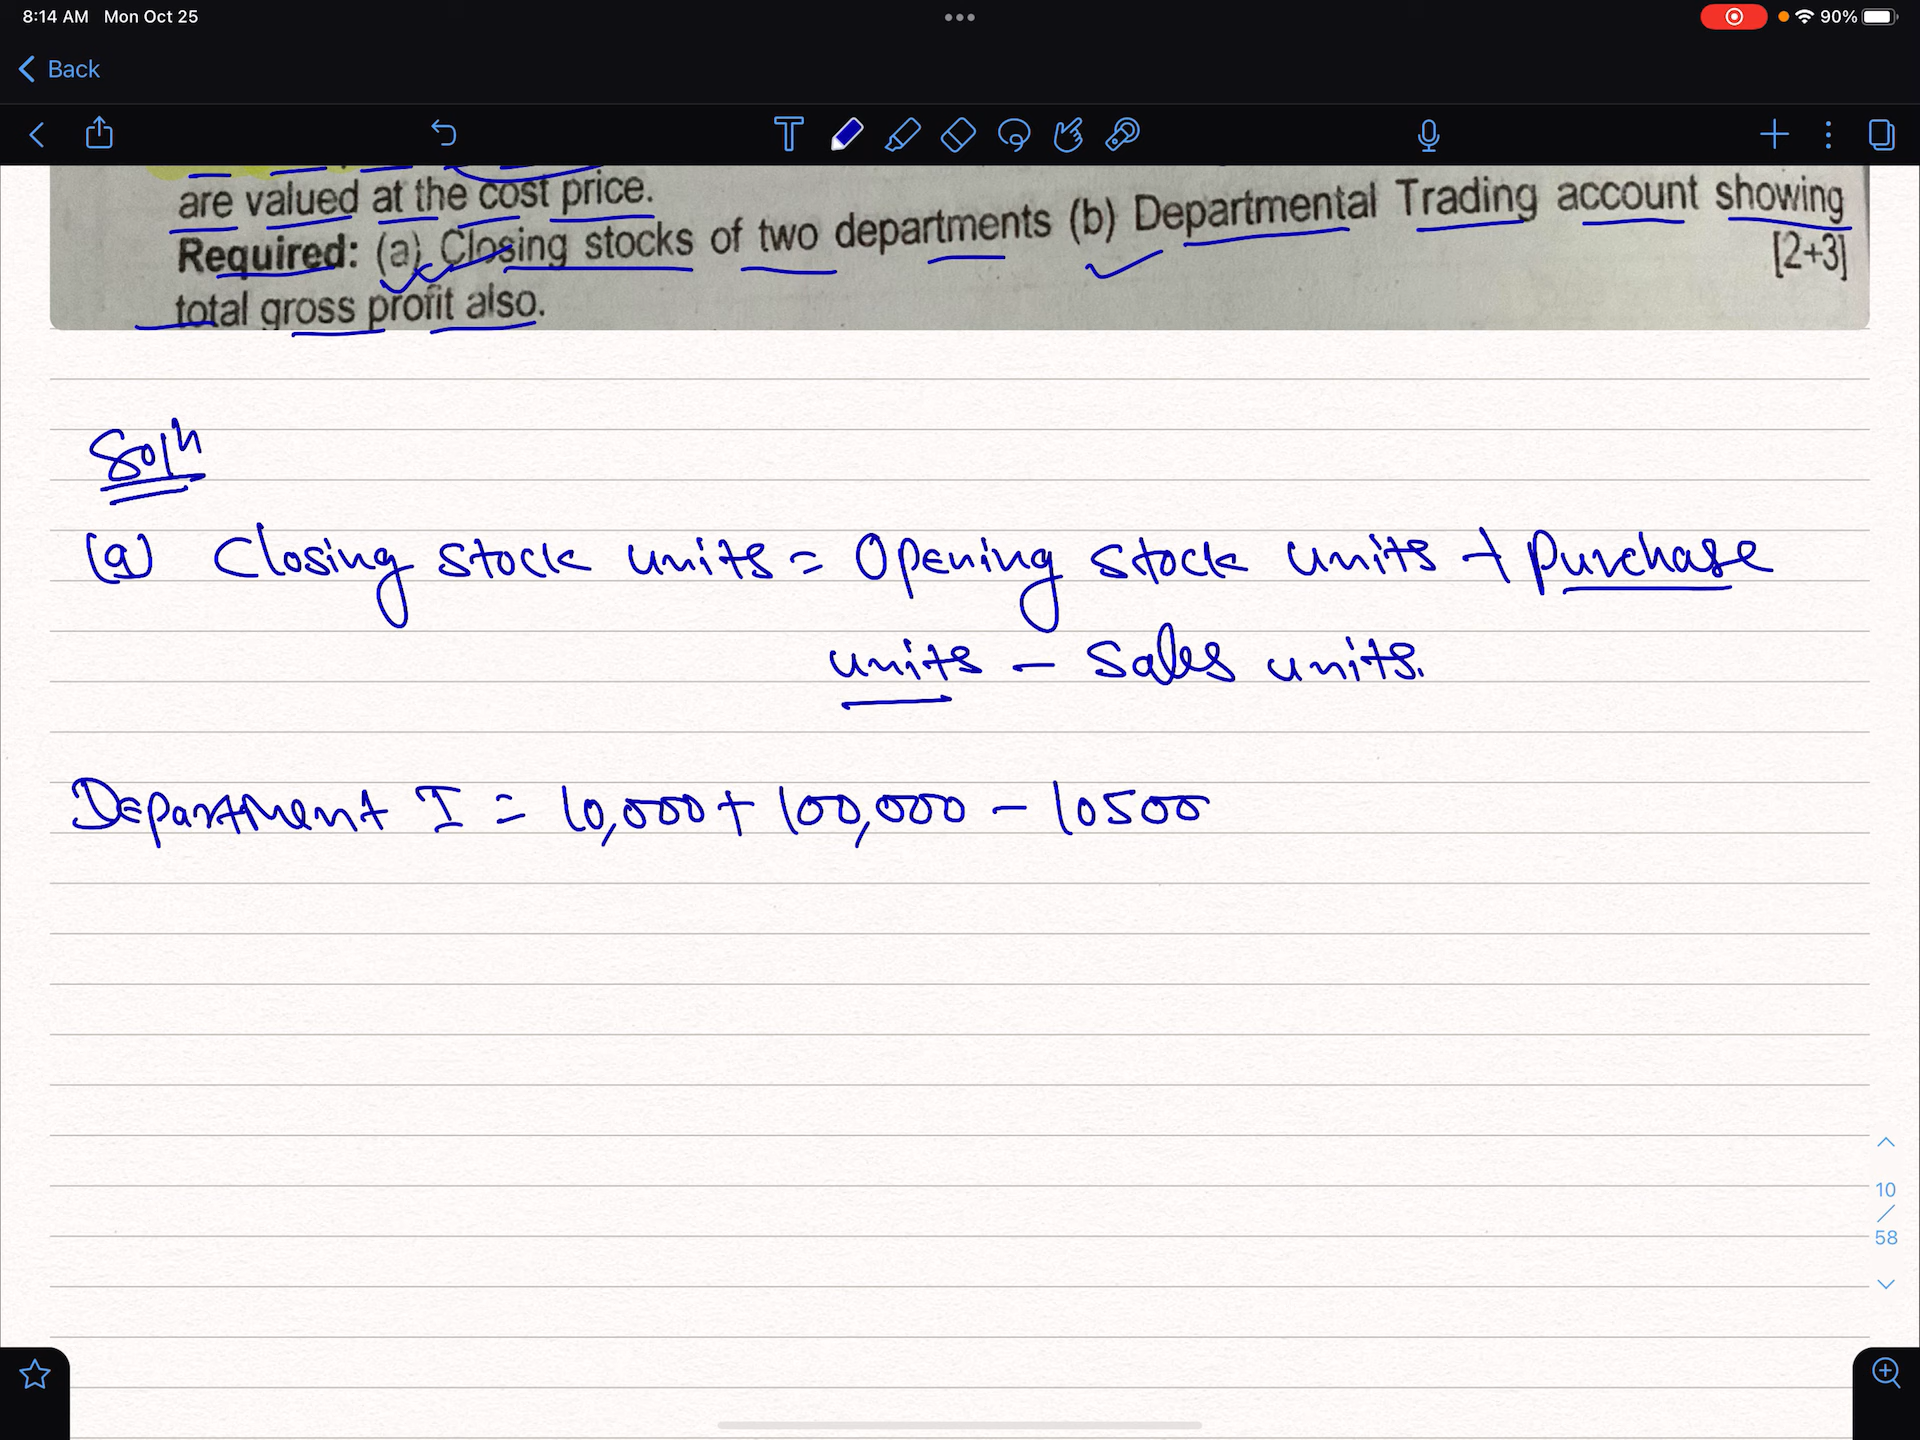 8:14 AM Mon Oct 25
90%
Back
are valued at the cost price.
Required: (a) Closing stocks of two departments (b) Departmental Trading account showing
total gross profit also.
[2+3]
Soln
(a) Closing stock units = Opening stock units + Purchase
units - Sales units.
Department I = 10,000 + 100,000 - 10500
10
/
58